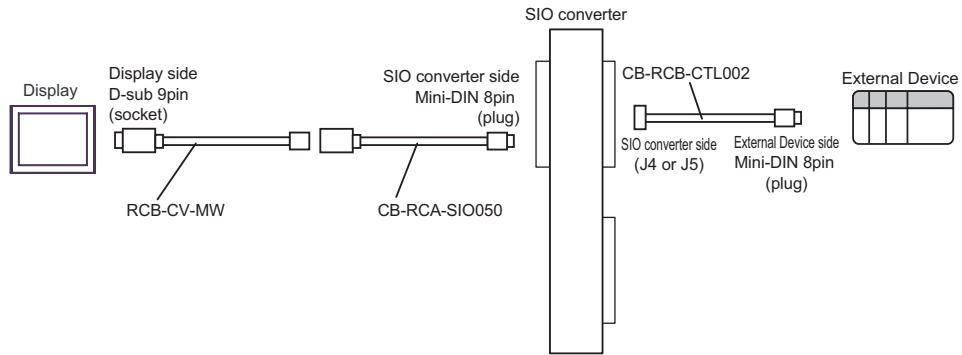 SIO converter
Display
Display side
D-sub 9pin
(socket)
SIO converter side
Mini-DIN 8pin
(plug)
CB-RCB-CTL002
External Device
SIO converter side
(J4 or J5)
External Device side
Mini-DIN 8pin
(plug)
RCB-CV-MW
CB-RCA-SIO050